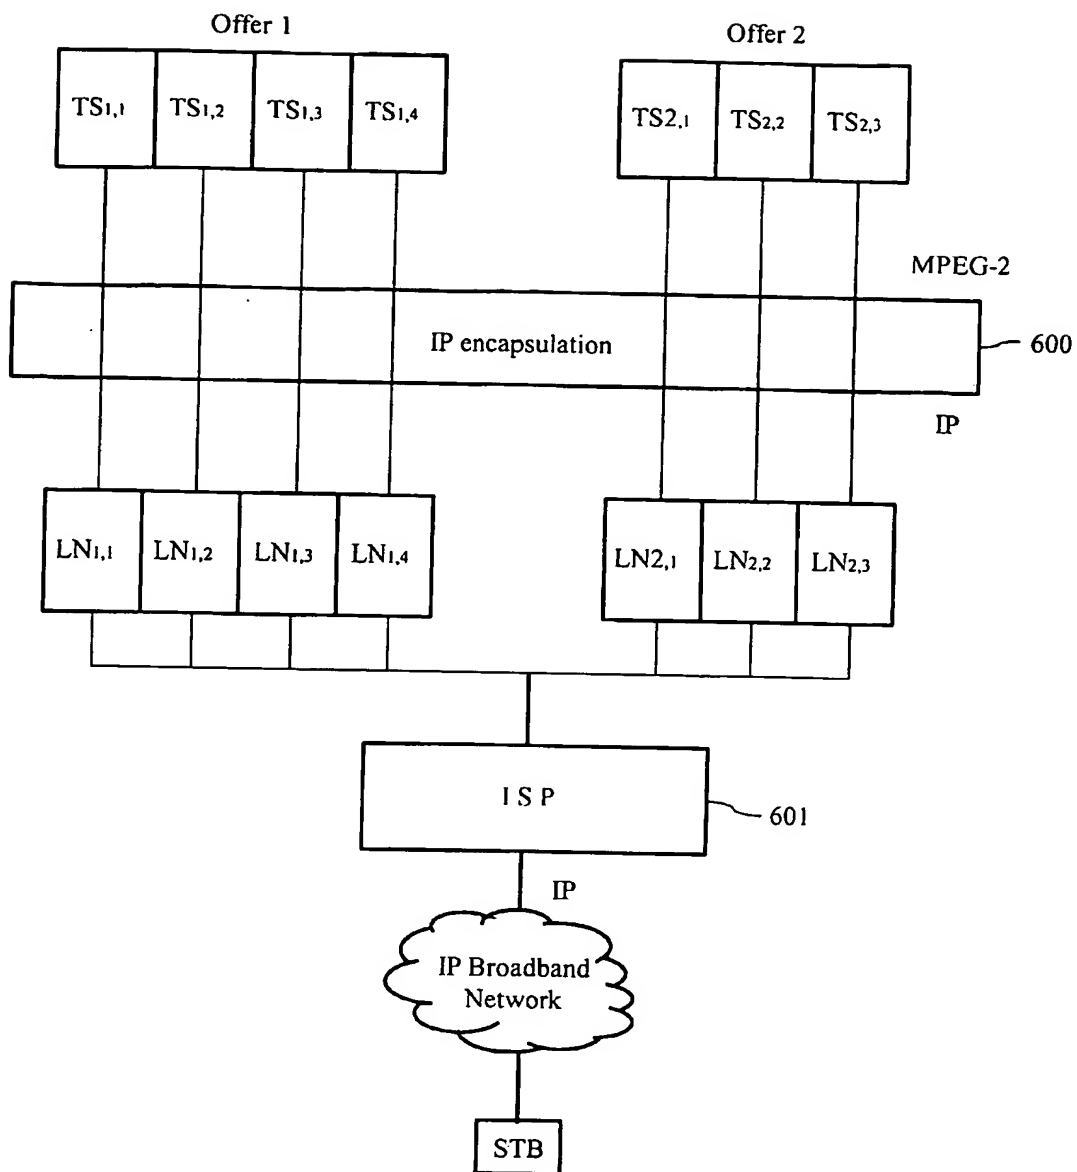 Offer 1
Offer 2
TS1,1 TS1,2 TS1,3 TS1,4
TS2,1 TS2,2 TS2,3
MPEG-2
IP encapsulation
600
IP
LN1,1 LN1,2 LN1,3 LN1,4
LN2,1 LN2,2 LN2,3
I S P
601
IP
IP Broadband
Network
STB